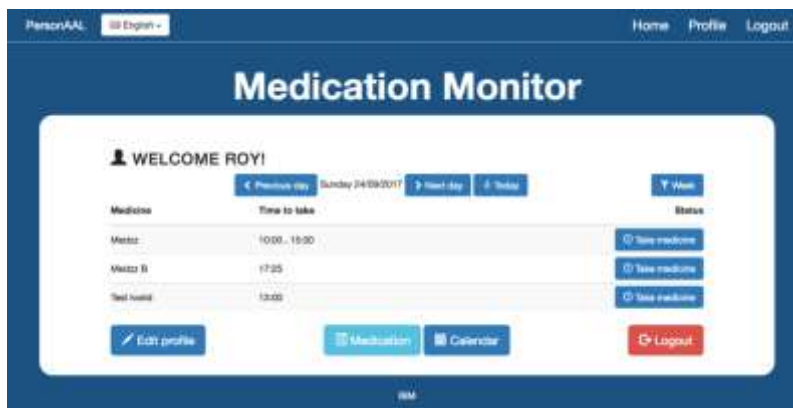 PersonAAL English Home Profile Logout
Medication Monitor
WELCOME ROY!
Previous day Sunday 24/09/2017 Next day Today Week
Medicine Time to take Status
10:00 .. 15:00 Take medicine
17:25 Take medicine
Test 13:00 Take medicine
Edit profile Medication Calendar Logout